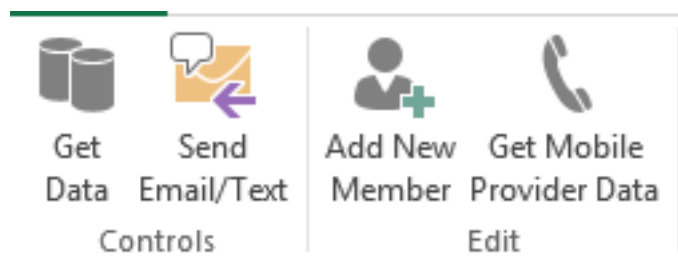 Get
Data
Send
Email/Text
Controls
Add New
Member
Get Mobile
Provider Data
Edit